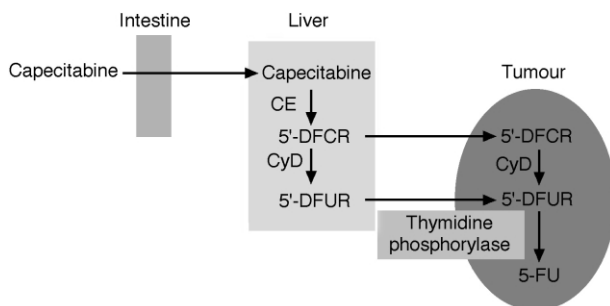 Intestine
Liver
Capecitabine
Capecitabine
Tumour
CE
5'-DFCR
5'-DFCR
CyD
CyD
5'-DFUR
5'-DFUR
Thymidine
phosphorylase
5-FU